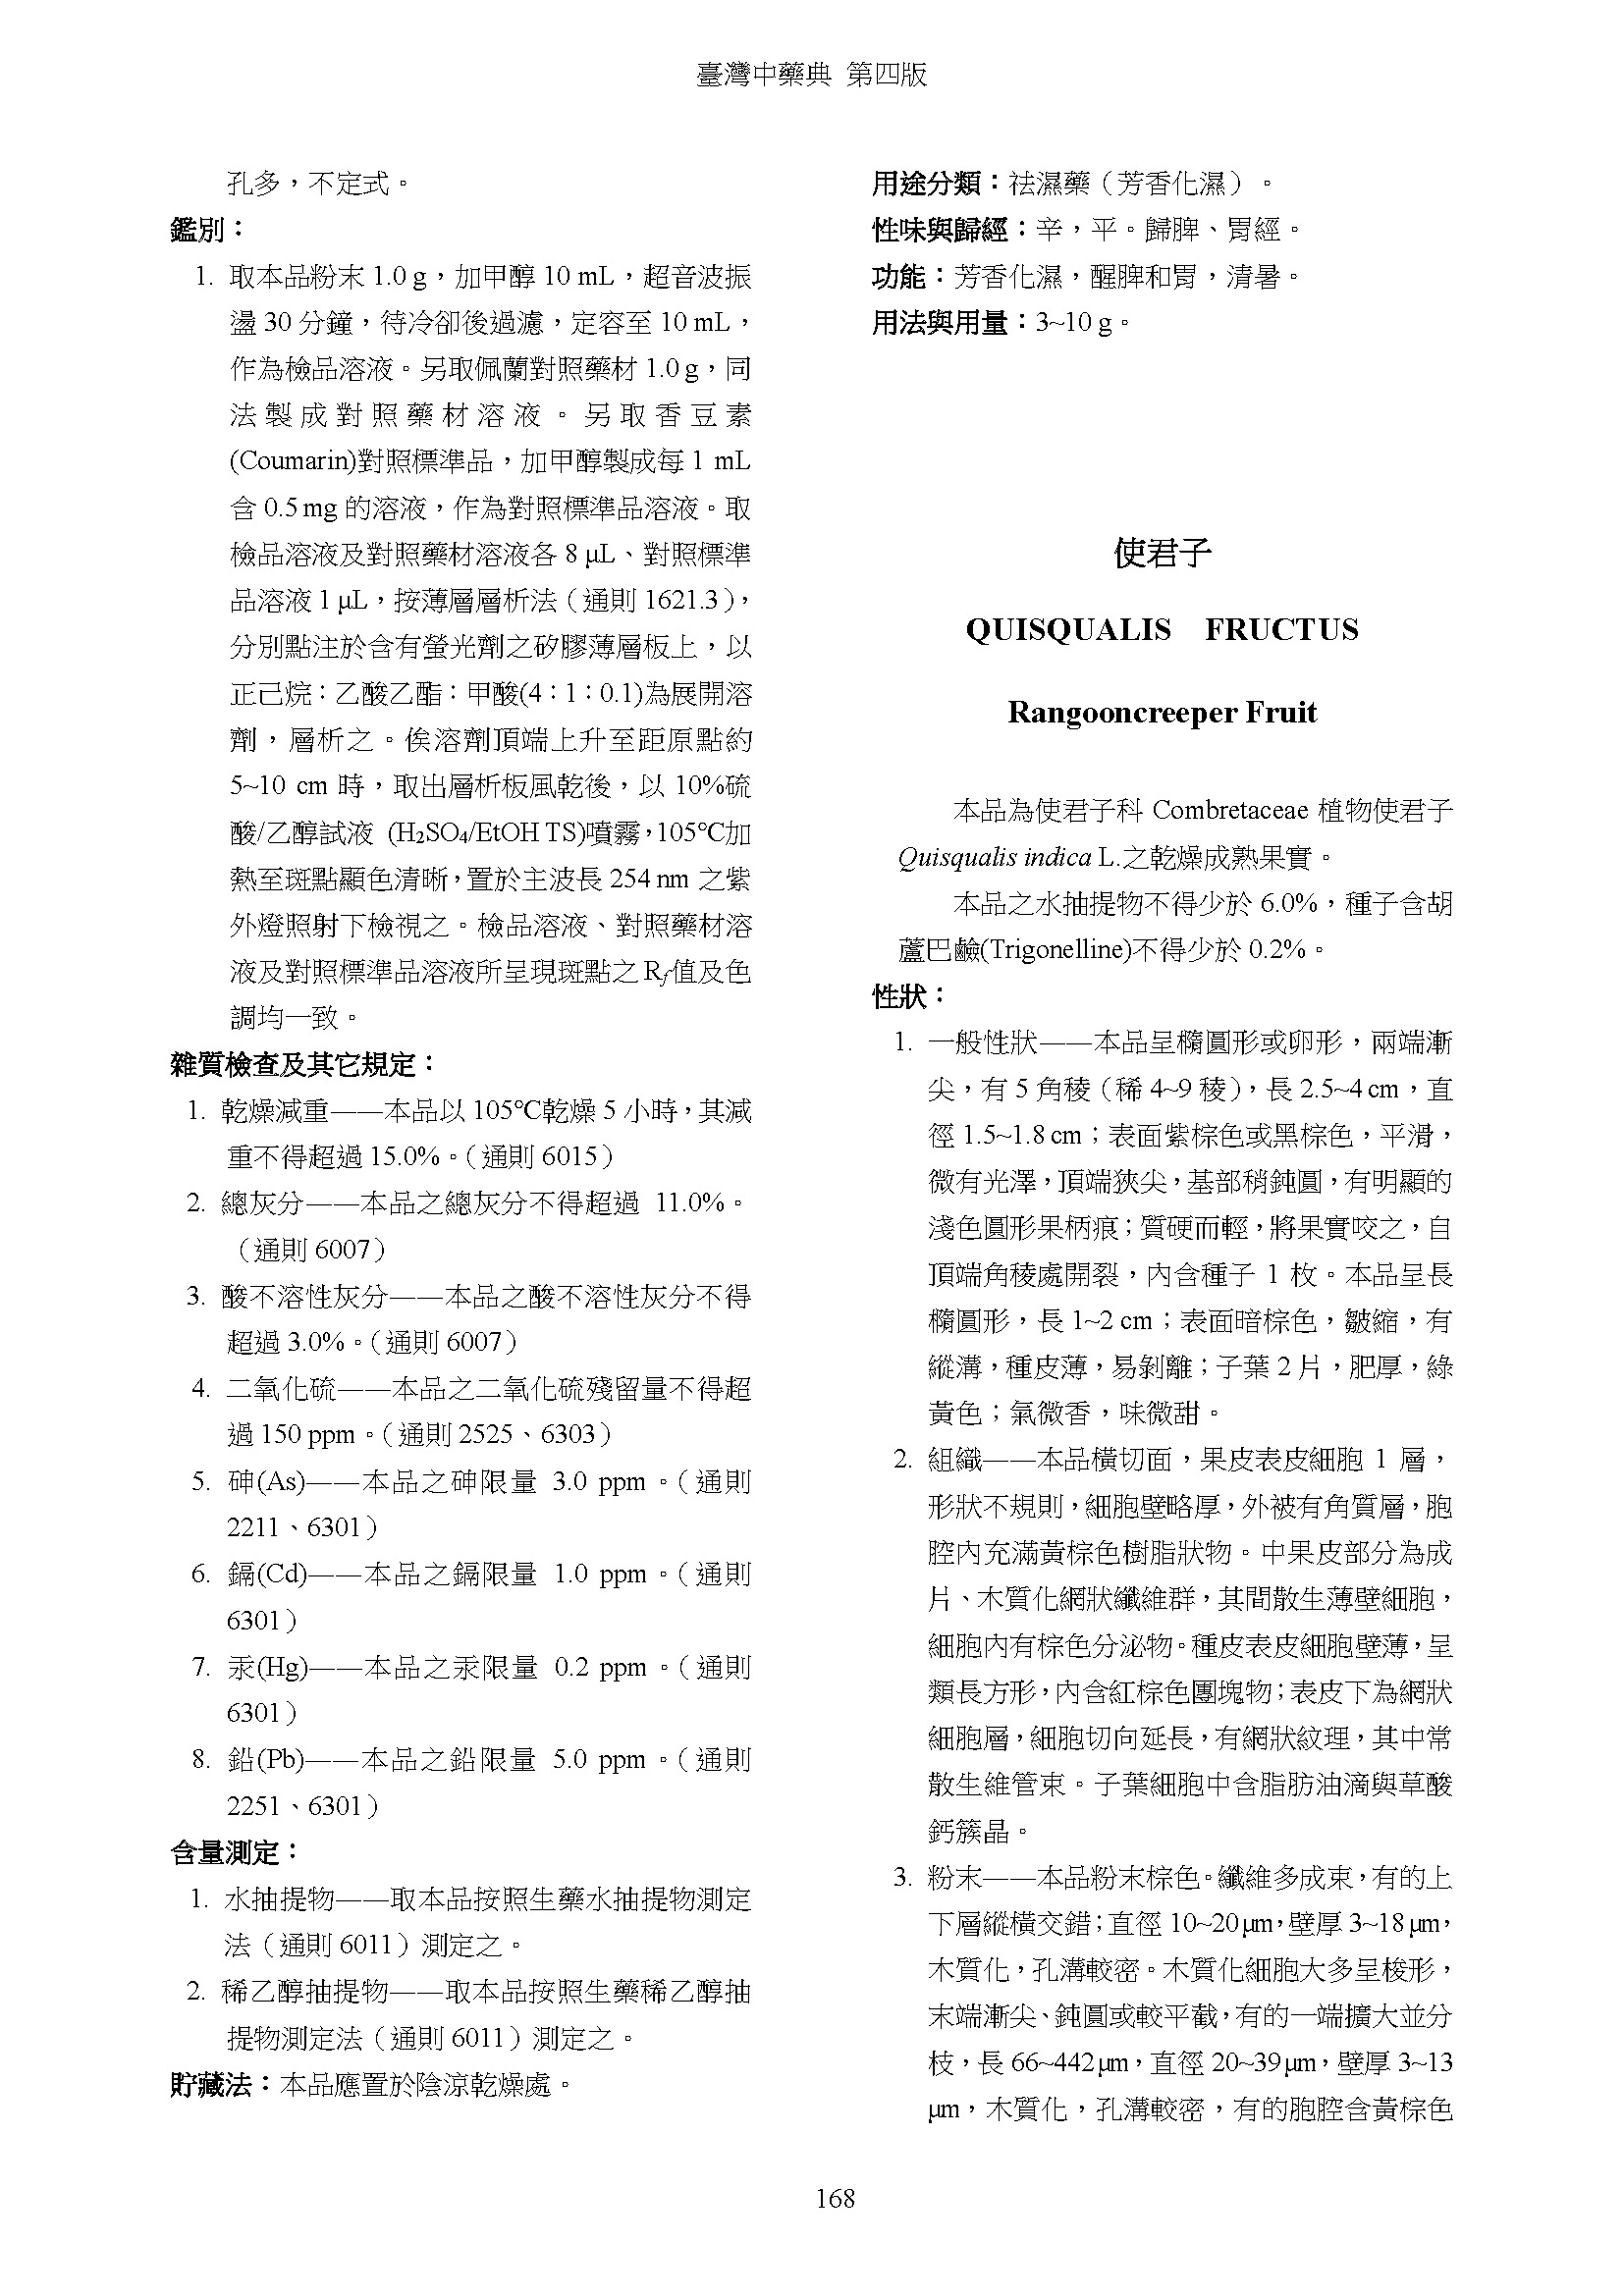 臺灣中藥典 第四版
孔多，不定式。
鑑別：
1. 取本品粉末 1.0 g，加甲醇 10 mL，超音波振
盪 30 分鐘，待冷卻後過濾，定容至 10 mL，
作為檢品溶液。另取佩蘭對照藥材 1.0 g，同
法製成對照藥材溶液。另取香豆素
(Coumarin)對照標準品，加甲醇製成每 1 mL
含 0.5 mg 的溶液，作為對照標準品溶液。取
檢品溶液及對照藥材溶液各 8 μL、對照標準
品溶液 1 μL，按薄層層析法（通則 1621.3），
分別點注於含有螢光劑之矽膠薄層板上，以
正己烷：乙酸乙酯：甲酸(4：1：0.1)為展開溶
劑，層析之。俟溶劑頂端上升至距原點約
5~10 cm 時，取出層析板風乾後，以 10%硫
酸/乙醇試液 (H₂SO₄/EtOH TS)噴霧，105℃加
熱至斑點顯色清晰，置於主波長 254 nm 之紫
外燈照射下檢視之。檢品溶液、對照藥材溶
液及對照標準品溶液所呈現斑點之 Rf值及色
調均一致。
雜質檢查及其它規定：
1. 乾燥減重——本品以 105℃乾燥 5 小時，其減
重不得超過 15.0%。（通則 6015）
2. 總灰分——本品之總灰分不得超過 11.0%。
（通則 6007）
3. 酸不溶性灰分——本品之酸不溶性灰分不得
超過 3.0%。（通則 6007）
4. 二氧化硫——本品之二氧化硫殘留量不得超
過 150 ppm。（通則 2525、6303）
5. 砷(As)——本品之砷限量 3.0 ppm。（通則
2211、6301）
6. 鎘(Cd)——本品之鎘限量 1.0 ppm。（通則
6301）
7. 汞(Hg)——本品之汞限量 0.2 ppm。（通則
6301）
8. 鉛(Pb)——本品之鉛限量 5.0 ppm。（通則
2251、6301）
含量測定：
1. 水抽提物——取本品按照生藥水抽提物測定
法（通則 6011）測定之。
2. 稀乙醇抽提物——取本品按照生藥稀乙醇抽
提物測定法（通則 6011）測定之。
貯藏法：本品應置於陰涼乾燥處。
用途分類：祛濕藥（芳香化濕）。
性味與歸經：辛，平。歸脾、胃經。
功能：芳香化濕，醒脾和胃，清暑。
用法與用量：3~10 g。
使君子
QUISQUALIS FRUCTUS
Rangooncreeper Fruit
本品為使君子科 Combretaceae 植物使君子
Quisqualis indica L.之乾燥成熟果實。
本品之水抽提物不得少於 6.0%，種子含胡
蘆巴鹼(Trigonelline)不得少於 0.2%。
性狀：
1. 一般性狀——本品呈橢圓形或卵形，兩端漸
尖，有 5 角稜（稀 4~9 稜），長 2.5~4 cm，直
徑 1.5~1.8 cm；表面紫棕色或黑棕色，平滑，
微有光澤，頂端狹尖，基部稍鈍圓，有明顯的
淺色圓形果柄痕；質硬而輕，將果實咬之，自
頂端角稜處開裂，內含種子 1 枚。本品呈長
橢圓形，長 1~2 cm；表面暗棕色，皺縮，有
縱溝，種皮薄，易剝離；子葉 2 片，肥厚，綠
黃色；氣微香，味微甜。
2. 組織——本品橫切面，果皮表皮細胞 1 層，
形狀不規則，細胞壁略厚，外被有角質層，胞
腔內充滿黃棕色樹脂狀物。中果皮部分為成
片、木質化網狀纖維群，其間散生薄壁細胞，
細胞內有棕色分泌物。種皮表皮細胞壁薄，呈
類長方形，內含紅棕色團塊物；表皮下為網狀
細胞層，細胞切向延長，有網狀紋理，其中常
散生維管束。子葉細胞中含脂肪油滴與草酸
鈣簇晶。
3. 粉末——本品粉末棕色。纖維多成束，有的上
下層縱橫交錯；直徑 10~20 μm，壁厚 3~18 μm，
木質化，孔溝較密。木質化細胞大多呈梭形，
末端漸尖、鈍圓或較平截，有的一端擴大並分
枝，長 66~442 μm，直徑 20~39 μm，壁厚 3~13
μm，木質化，孔溝較密，有的胞腔含黃棕色
168